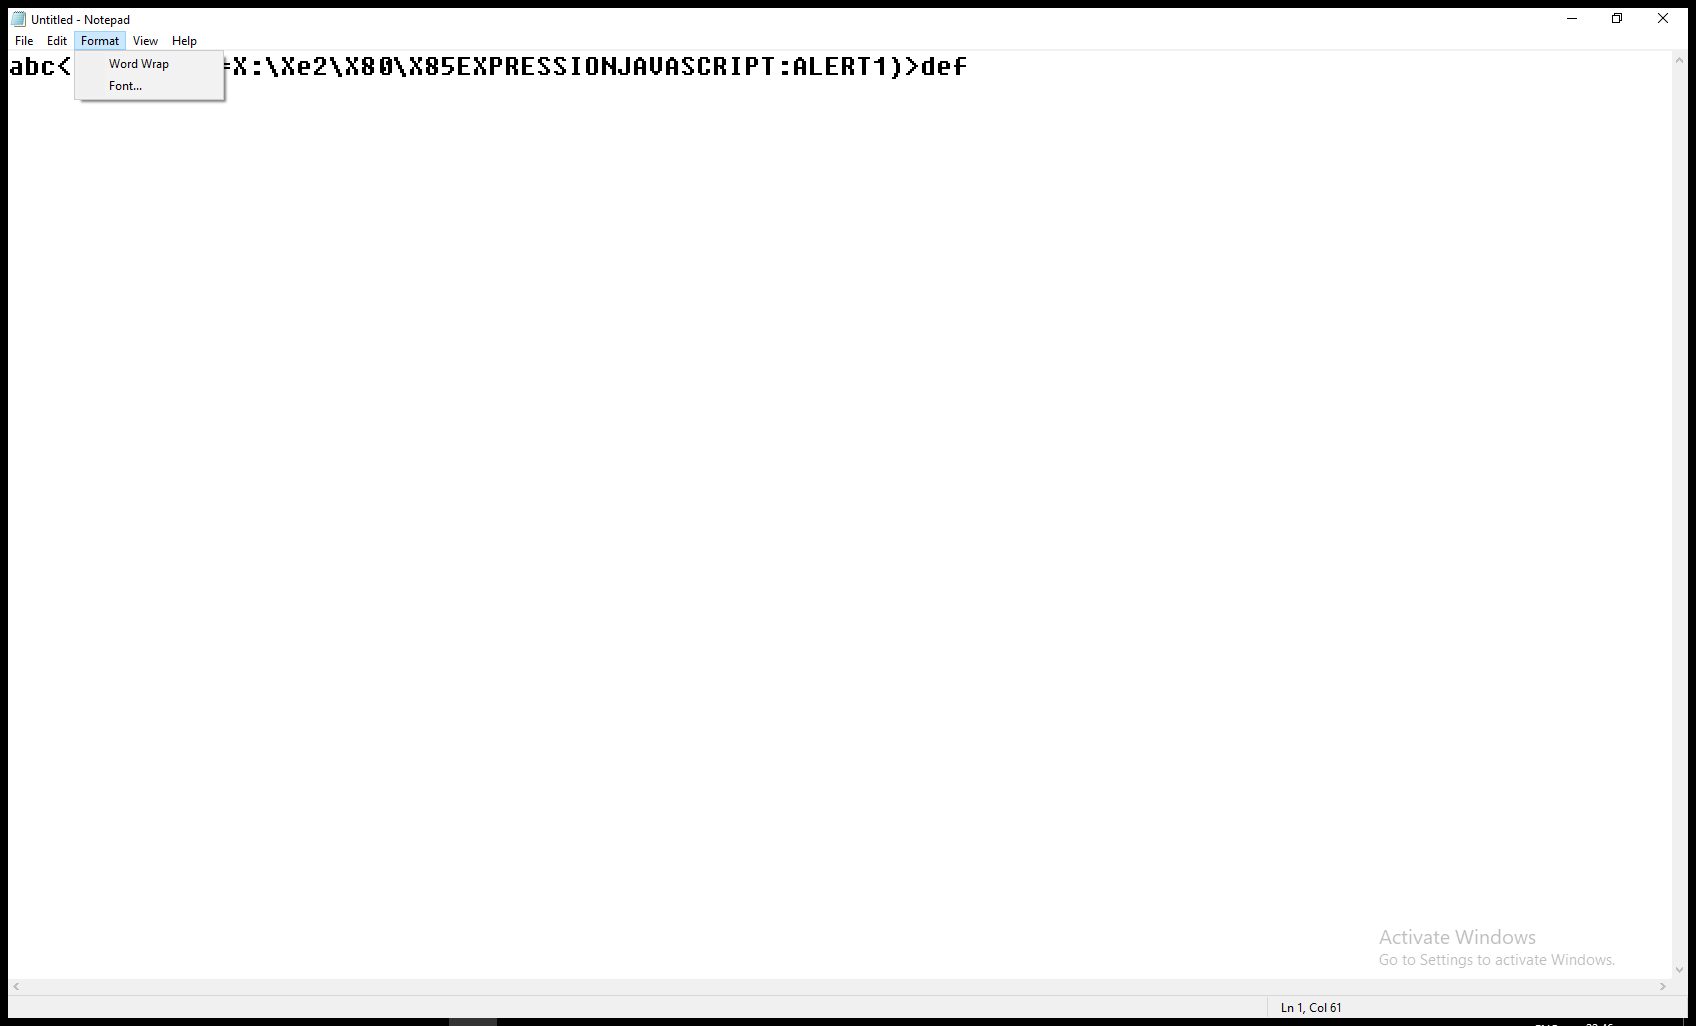 Untitled - Notepad
File Edit Format View Help
abc< =X:\Xe2\X80\X85EXPRESSIONJAVASCRIPT:ALERT1)>def
Word Wrap
Font...
Activate Windows
Go to Settings to activate Windows.
Ln 1, Col 61